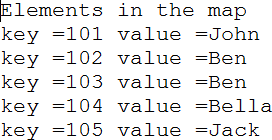 Elements in the map
key =101 value =John
key =102 value =Ben
key =103 value =Ben
key =104 value =Bella
key =105 value =Jack